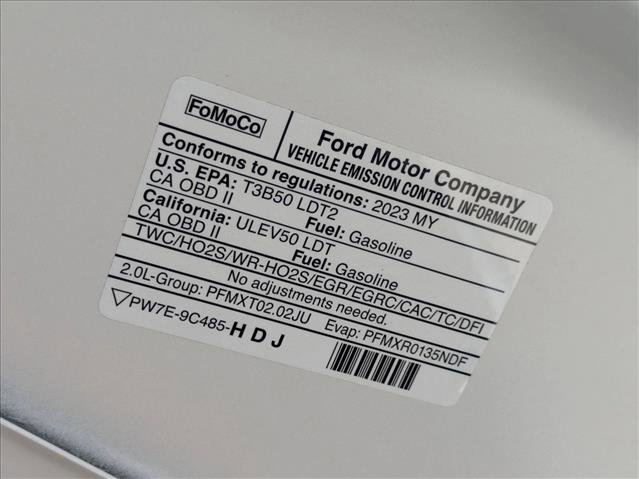 FoMoCo
Ford Motor Company
VEHICLE EMISSION CONTROL INFORMATION
Conforms to regulations: 2023 MY
U.S. EPA: T3B50 LDT2 Fuel: Gasoline
CA OBD II
California: ULEV50 LDT Fuel: Gasoline
CA OBD II
TWC/HO2S/WR-HO2S/EGR/EGRC/CAC/TC/DFI
No adjustments needed.
2.0L-Group: PFMXT02.02JU Evap: PFMXR0135NDF
▽PW7E-9C485-HDJ